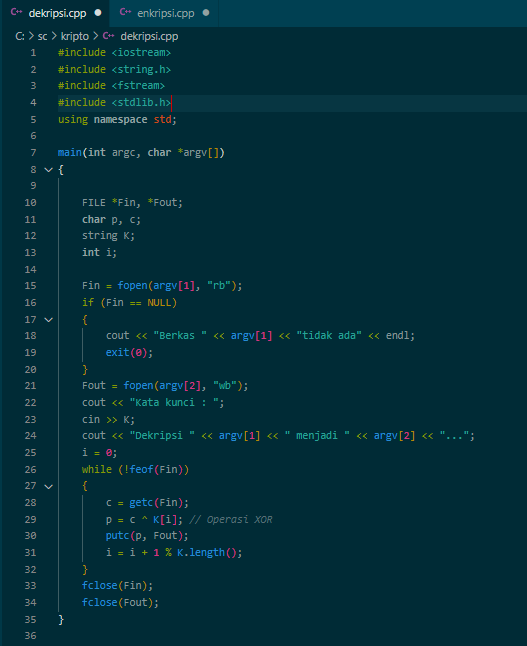 dekripsi.cpp ● enkripsi.cpp ●
C: > sc > kripto > dekripsi.cpp
1 #include <iostream>
2 #include <string.h>
3 #include <fstream>
4 #include <stdlib.h>
5 using namespace std;
6
7 main(int argc, char *argv[])
8 {
9
10 FILE *Fin, *Fout;
11 char p, c;
12 string K;
13 int i;
14
15 Fin = fopen(argv[1], "rb");
16 if (Fin == NULL)
17 {
18 cout << "Berkas " << argv[1] << "tidak ada" << endl;
19 exit(0);
20 }
21 Fout = fopen(argv[2], "wb");
22 cout << "Kata kunci : ";
23 cin >> K;
24 cout << "Dekripsi " << argv[1] << " menjadi " << argv[2] << "...";
25 i = 0;
26 while (!feof(Fin))
27 {
28 c = getc(Fin);
29 p = c ^ K[i]; // Operasi XOR
30 putc(p, Fout);
31 i = i + 1 % K.length();
32 }
33 fclose(Fin);
34 fclose(Fout);
35 }
36